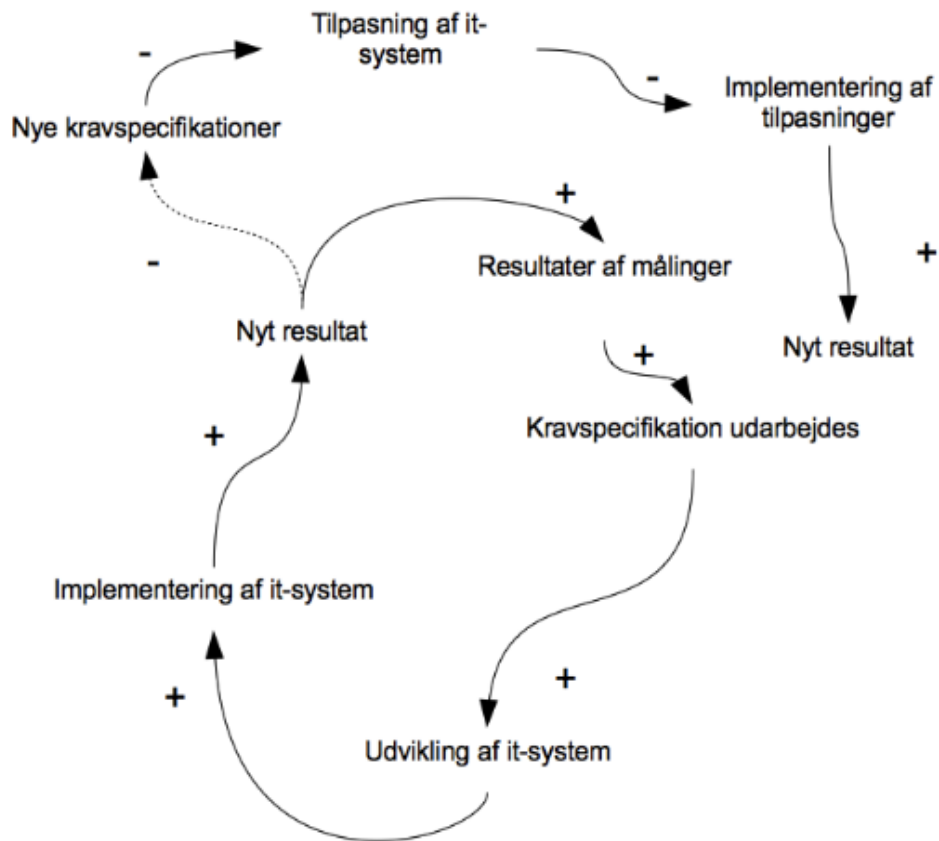 Tilpasning af it-
system
-
-
Implementering af
tilpasninger
Nye kravspecifikationer
+
-
Resultater af målinger
+
Nyt resultat
Nyt resultat
+
Kravspecifikation udarbejdes
+
Implementering af it-system
+
+
Udvikling af it-system